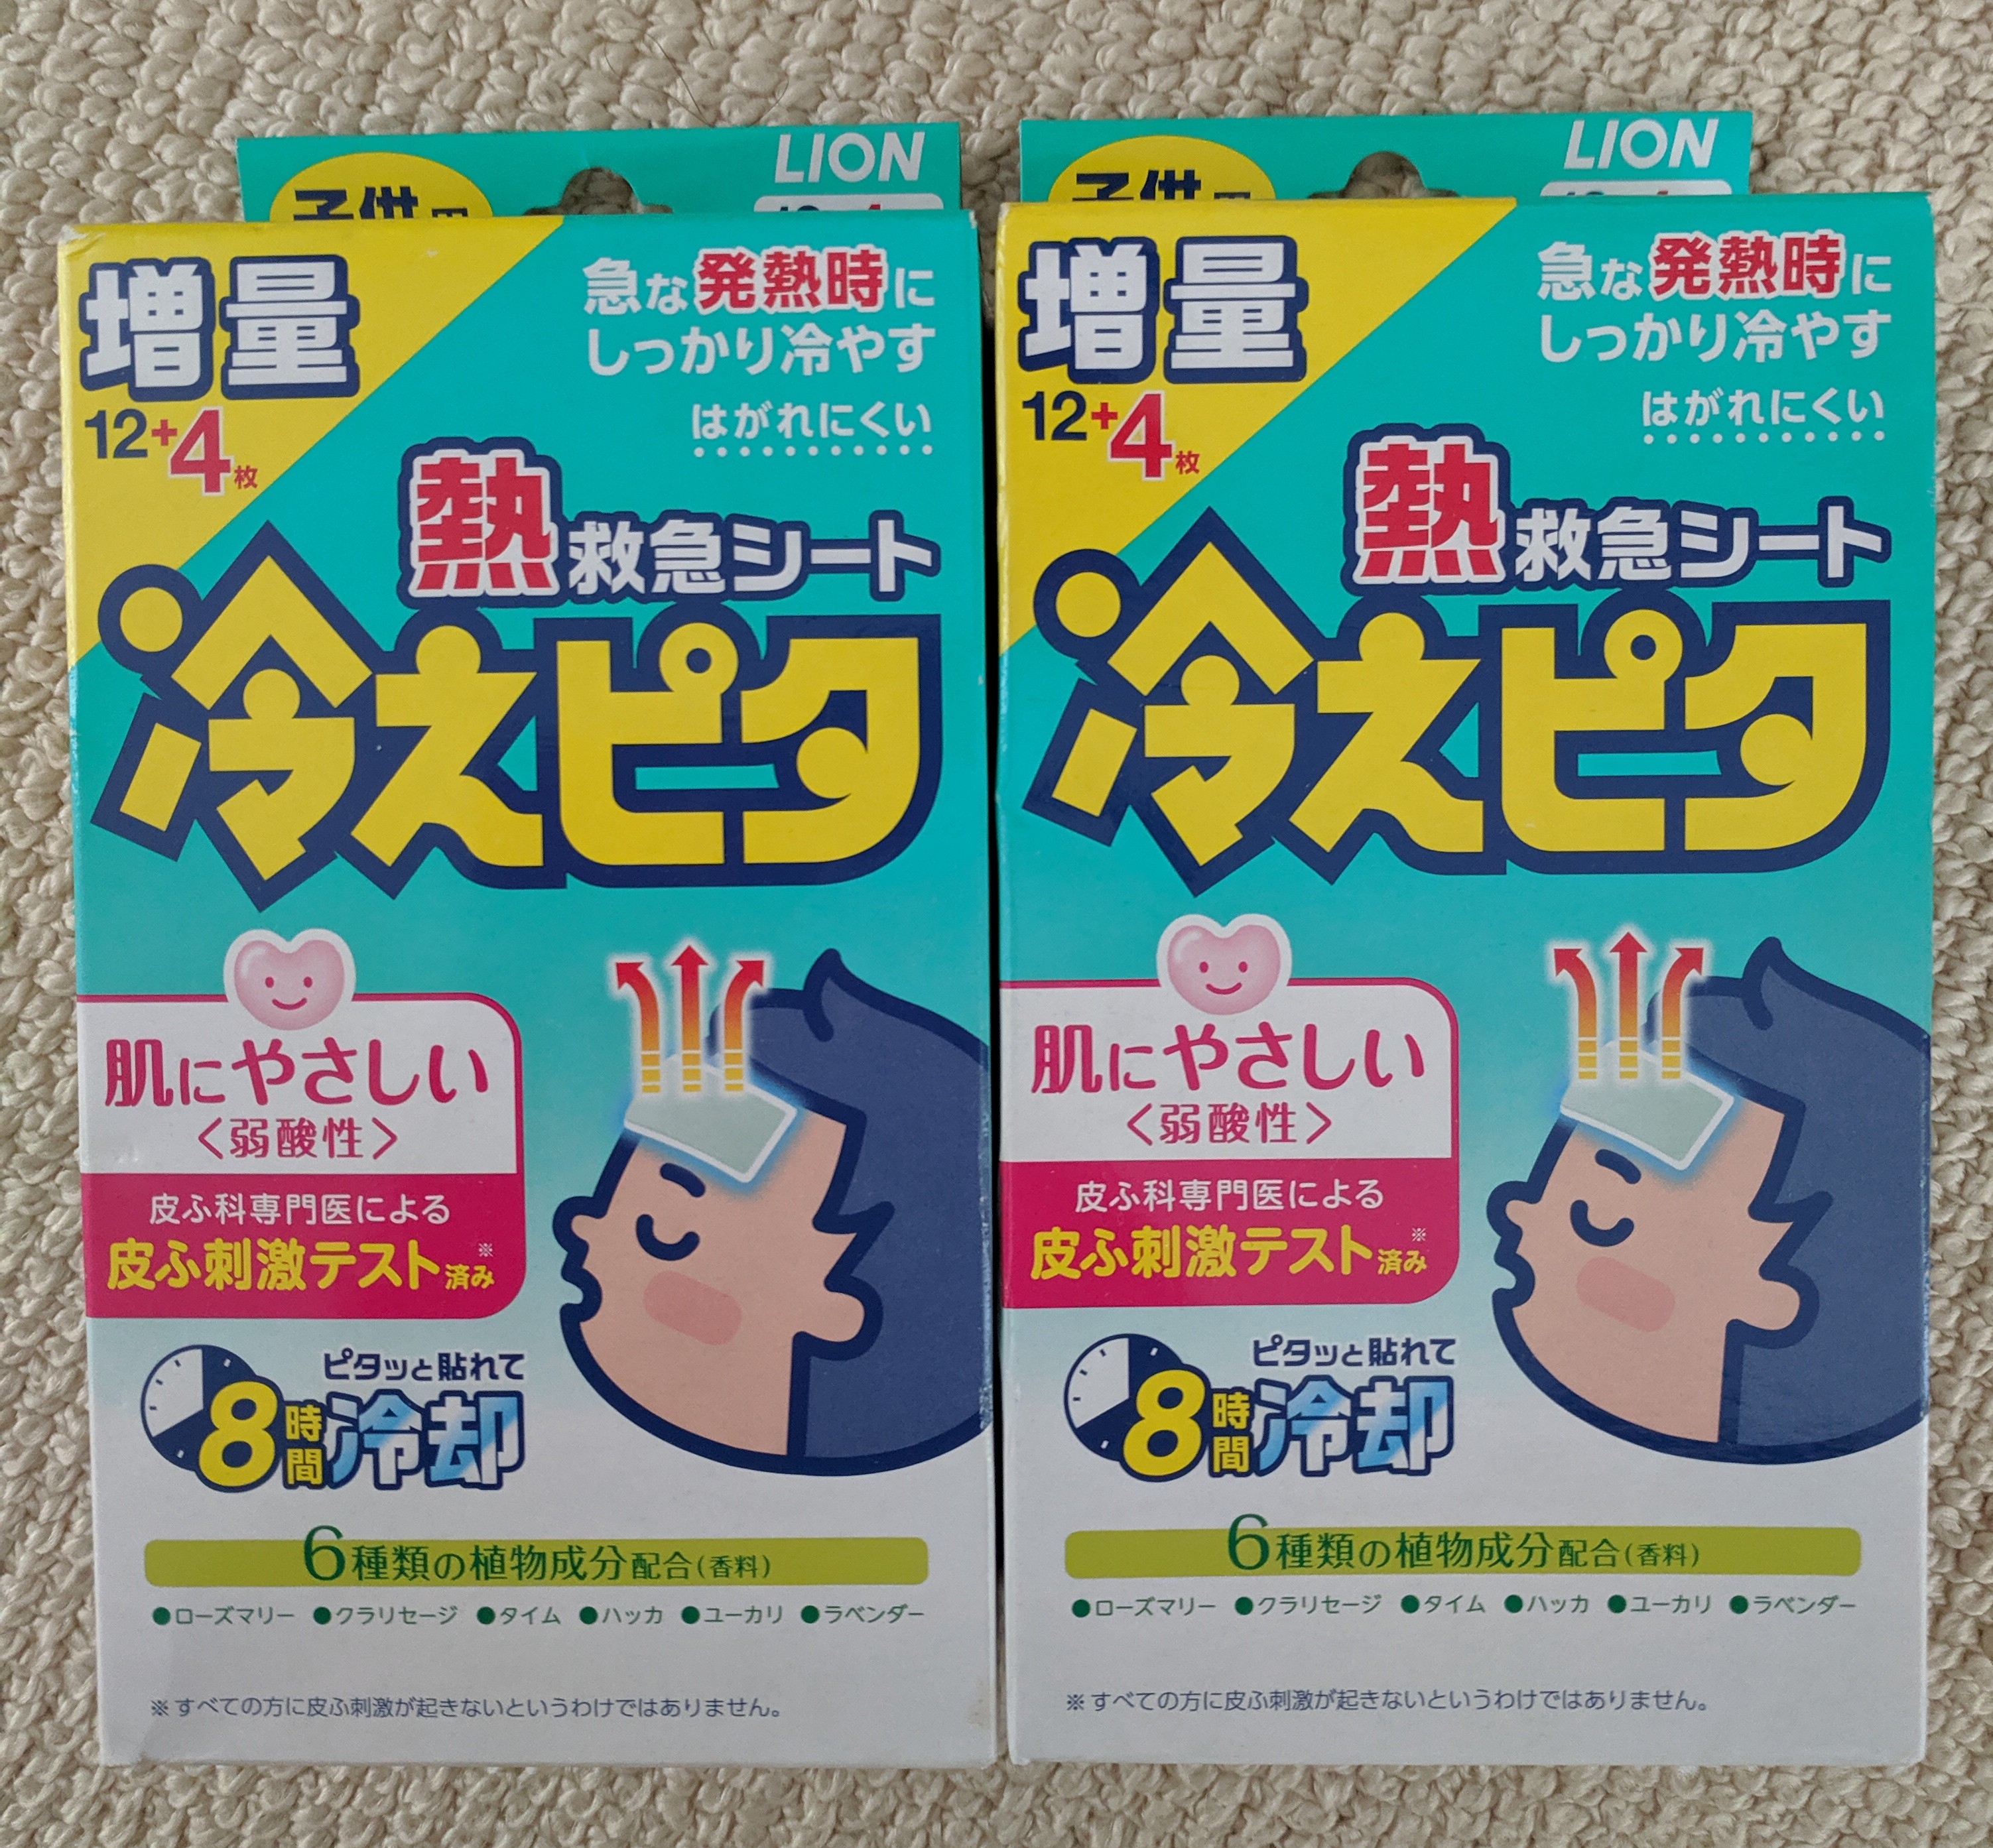 LION
子供用
増量
12+4枚
急な発熱時に
しっかり冷やす
はがれにくい
熱救急シート
冷えピタ
肌にやさしい
〈弱酸性〉
皮ふ科専門医による
皮ふ刺激テスト済み※
ピタッと貼れて
8時間冷却
6種類の植物成分配合(香料)
●ローズマリー ●クラリセージ ●タイム ●ハッカ ●ユーカリ ●ラベンダー
※すべての方に皮ふ刺激が起きないというわけではありません。
LION
子供用
増量
12+4枚
急な発熱時に
しっかり冷やす
はがれにくい
熱救急シート
冷えピタ
肌にやさしい
〈弱酸性〉
皮ふ科専門医による
皮ふ刺激テスト済み※
ピタッと貼れて
8時間冷却
6種類の植物成分配合(香料)
●ローズマリー ●クラリセージ ●タイム ●ハッカ ●ユーカリ ●ラベンダー
※すべての方に皮ふ刺激が起きないというわけではありません。